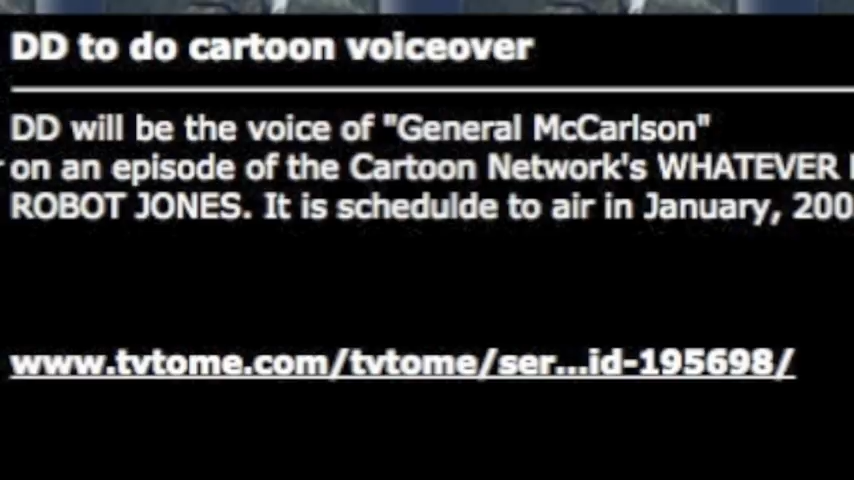 DD to do cartoon voiceover
DD will be the voice of "General McCarlson"
on an episode of the Cartoon Network's WHATEVER
ROBOT JONES. It is schedulde to air in January, 200
www.tvtome.com/tvtome/ser...id-195698/